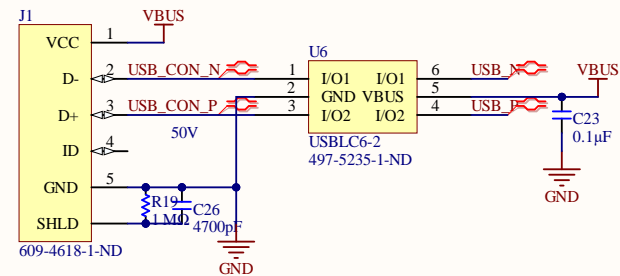 J1
VBUS
VCC 1
D- 2 USB_CON_N
D+ 3 USB_CON_P
50V
ID 4
GND 5
SHLD
609-4618-1-ND
R19
1 MΩ
C26
4700pF
GND
U6
1 I/O1 I/O1 6 USB_N
2 GND VBUS 5
3 I/O2 I/O2 4 USB_P
USBLC6-2
497-5235-1-ND
VBUS
C23
0.1µF
GND